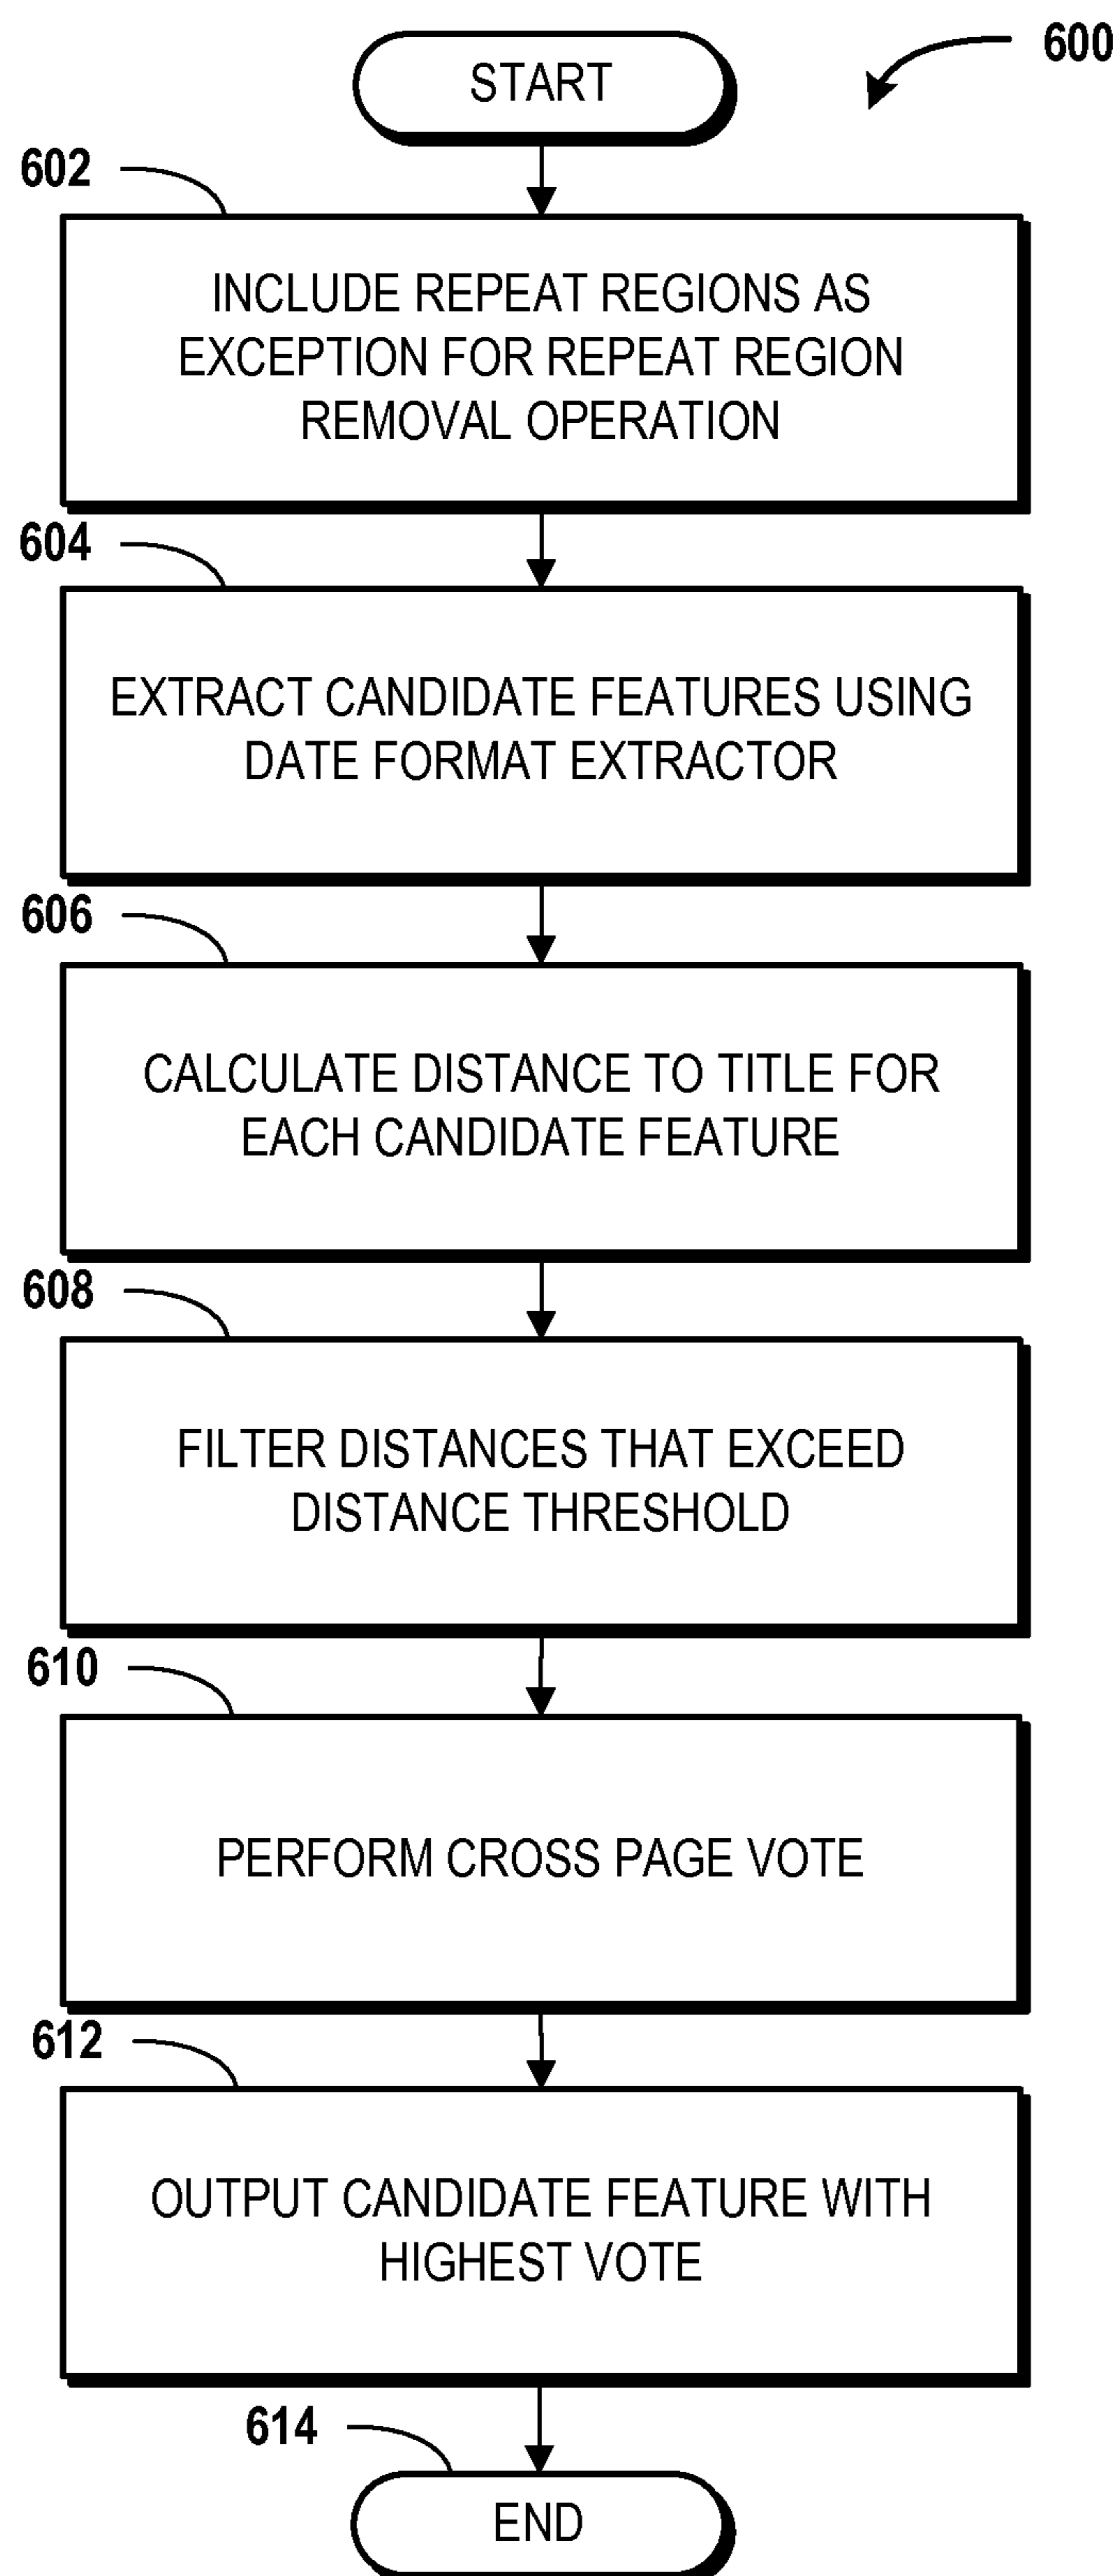 START
600
602
INCLUDE REPEAT REGIONS AS
EXCEPTION FOR REPEAT REGION
REMOVAL OPERATION
604
EXTRACT CANDIDATE FEATURES USING
DATE FORMAT EXTRACTOR
606
CALCULATE DISTANCE TO TITLE FOR
EACH CANDIDATE FEATURE
608
FILTER DISTANCES THAT EXCEED
DISTANCE THRESHOLD
610
PERFORM CROSS PAGE VOTE
612
OUTPUT CANDIDATE FEATURE WITH
HIGHEST VOTE
614
END